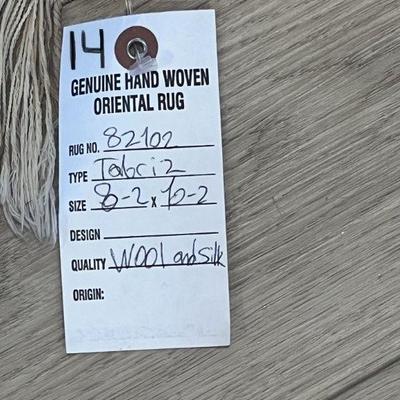 14
GENUINE HAND WOVEN
ORIENTAL RUG
RUG NO. 82102
TYPE Tabriz
SIZE 8-2 x 10-2
DESIGN
QUALITY Wool and Silk
ORIGIN: